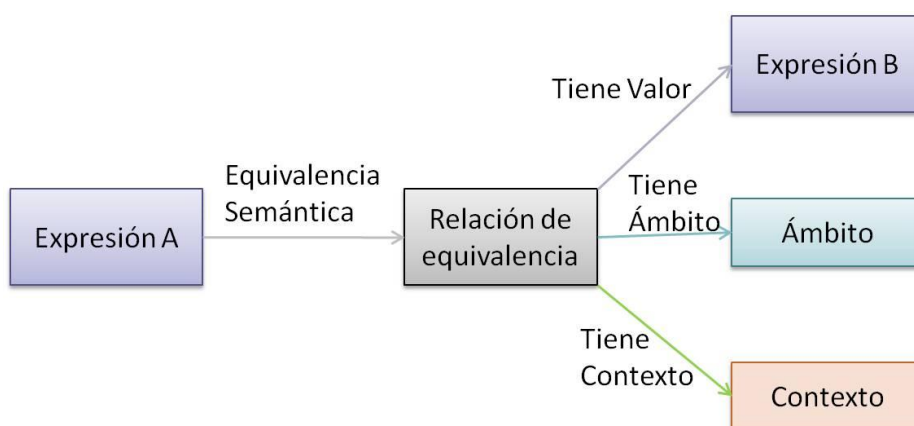 Expresión B
Tiene Valor
Equivalencia
Semántica
Tiene
Ámbito
Expresión A
Relación de
equivalencia
Ámbito
Tiene
Contexto
Contexto